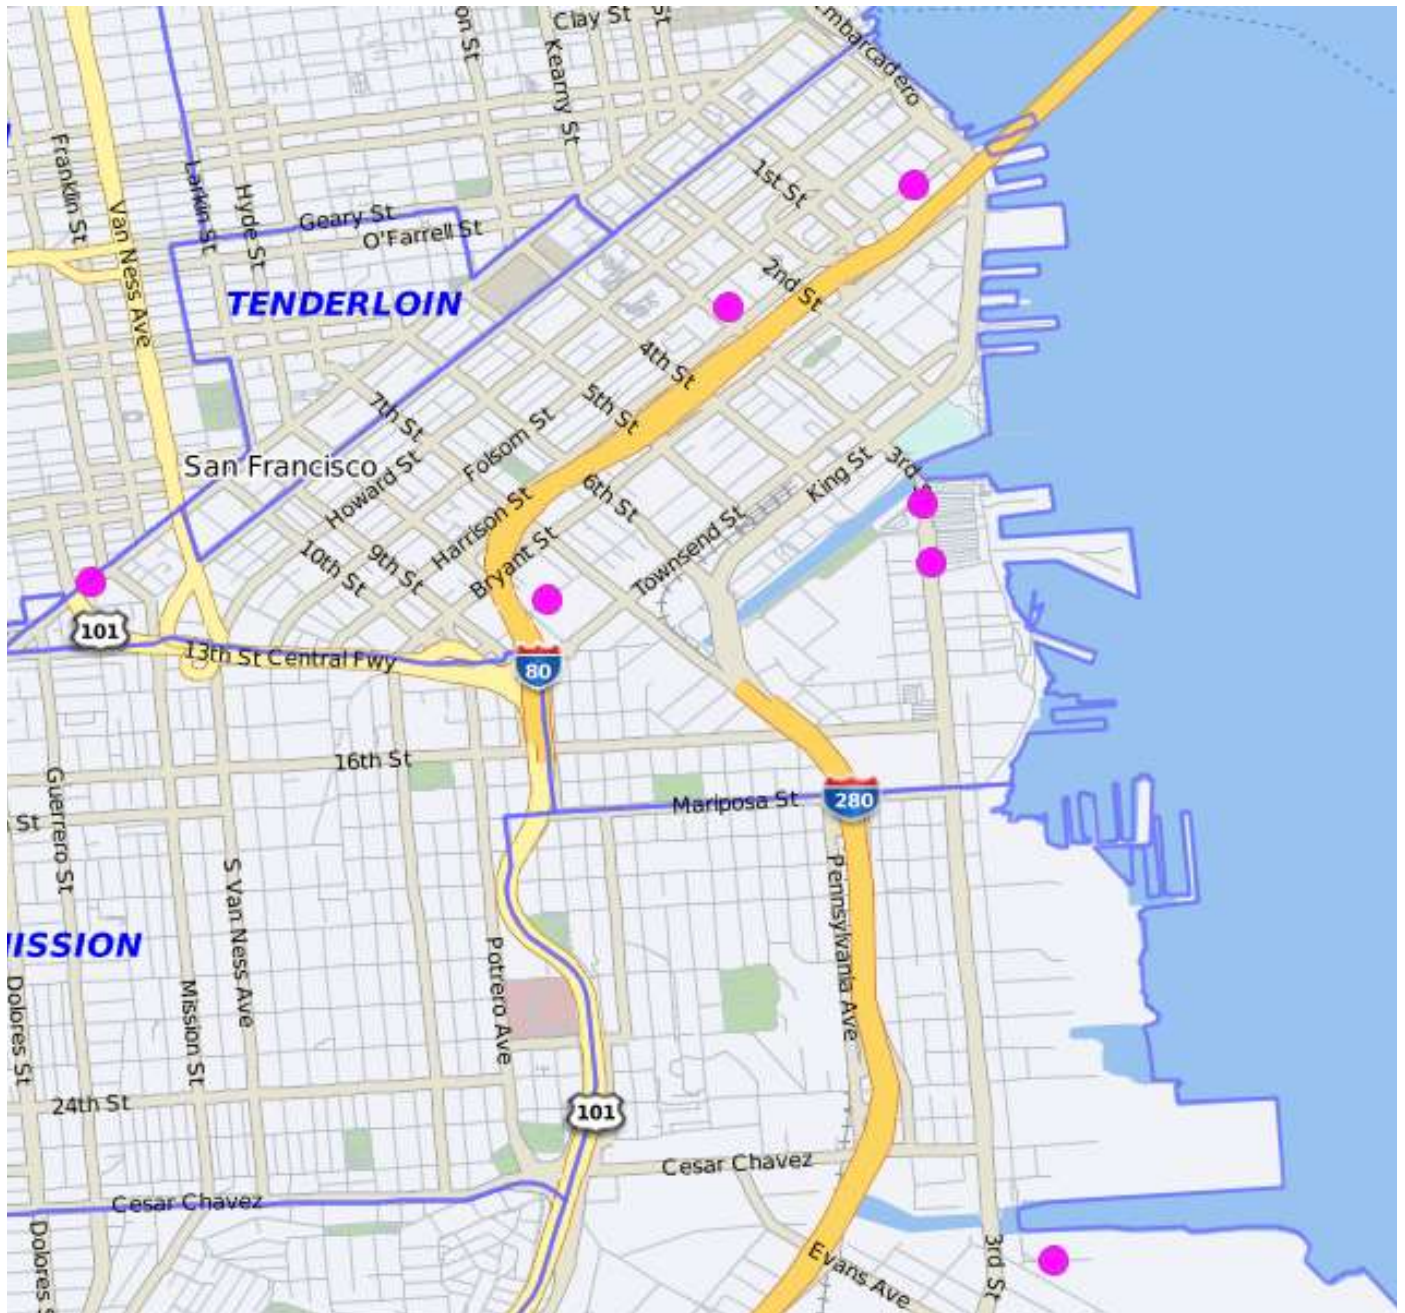 Clay St
Embarcadero
Kearny St
Franklin St
Larkin St
Hyde St
Van Ness Ave
1st St
Geary St
O'Farrell St
2nd St
TENDERLOIN
4th St
5th St
7th St
Folsom St
San Francisco
Howard St
King St
3rd S
6th St
Harrison St
Townsend St
10th St
9th St
Bryant St
101
13th St Central Fwy
80
16th St
Guerrero St
Mariposa St
280
St
S Van Ness Ave
Pennsylvania Ave
ISSION
Potrero Ave
Dolores St
Mission St
24th St
101
Cesar Chavez
Cesar Chavez
Dolores S
3rd St
Evans Ave